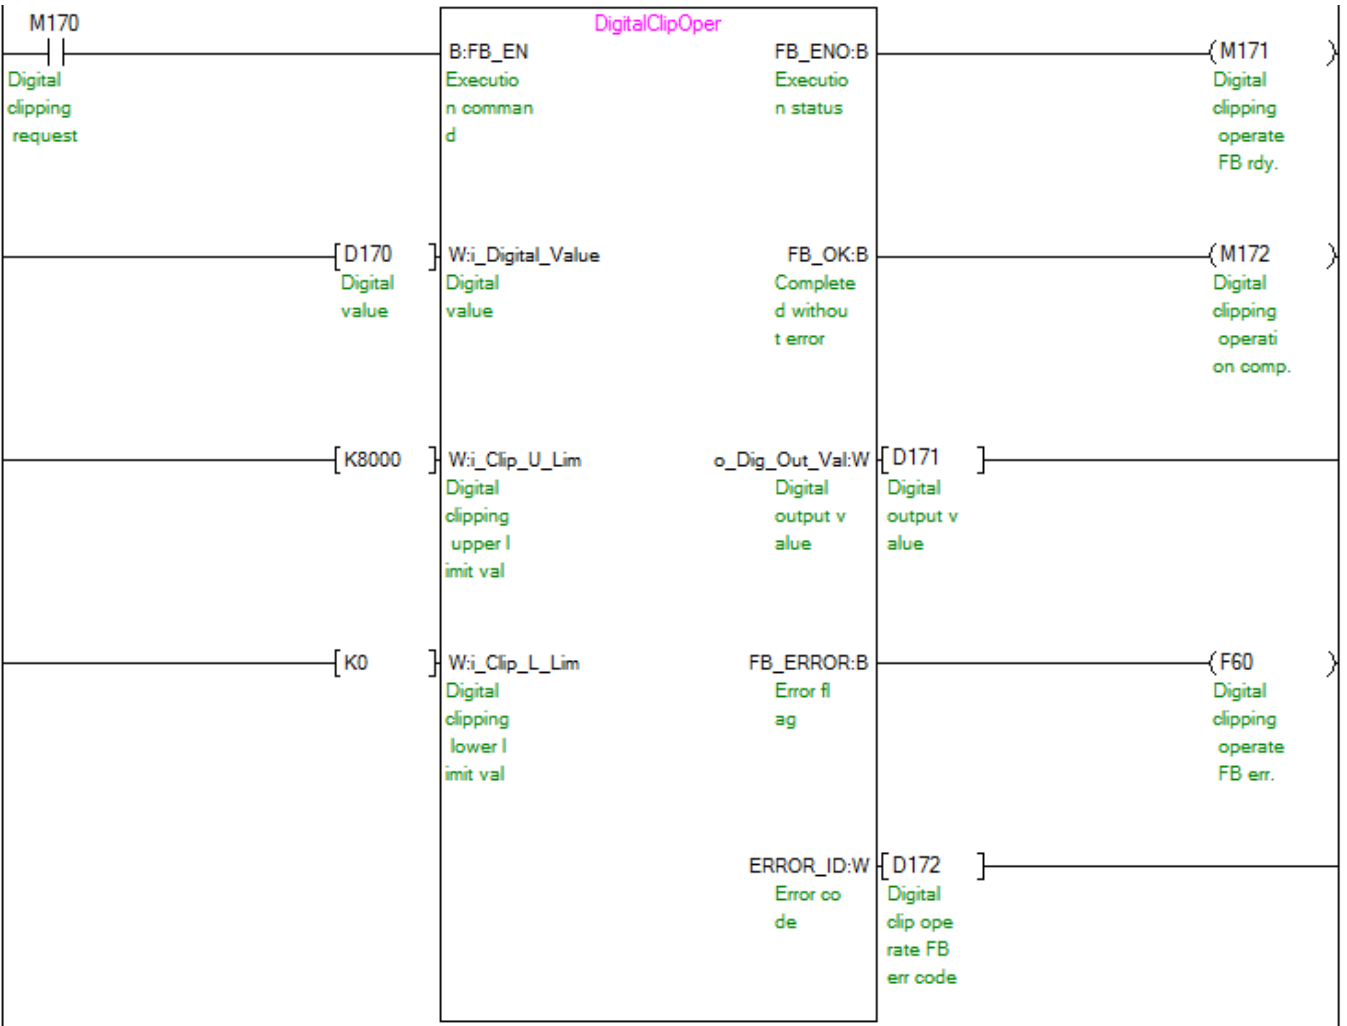 M170
DigitalClipOper
B:FB_EN
FB_ENO:B
M171
Digital
clipping
request
Executio
n comman
d
Executio
n status
Digital
clipping
operate
FB rdy.
D170
W:i_Digital_Value
FB_OK:B
M172
Digital
value
Digital
value
Complete
d withou
t error
Digital
clipping
operati
on comp.
K8000
W:i_Clip_U_Lim
o_Dig_Out_Val:W
D171
Digital
clipping
upper l
imit val
Digital
output v
alue
Digital
output v
alue
K0
W:i_Clip_L_Lim
FB_ERROR:B
F60
Digital
clipping
lower l
imit val
Error fl
ag
Digital
clipping
operate
FB err.
ERROR_ID:W
D172
Error co
de
Digital
clip ope
rate FB
err code